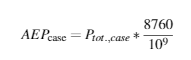 AEP_case = P_tot.,case * 8760/10^9